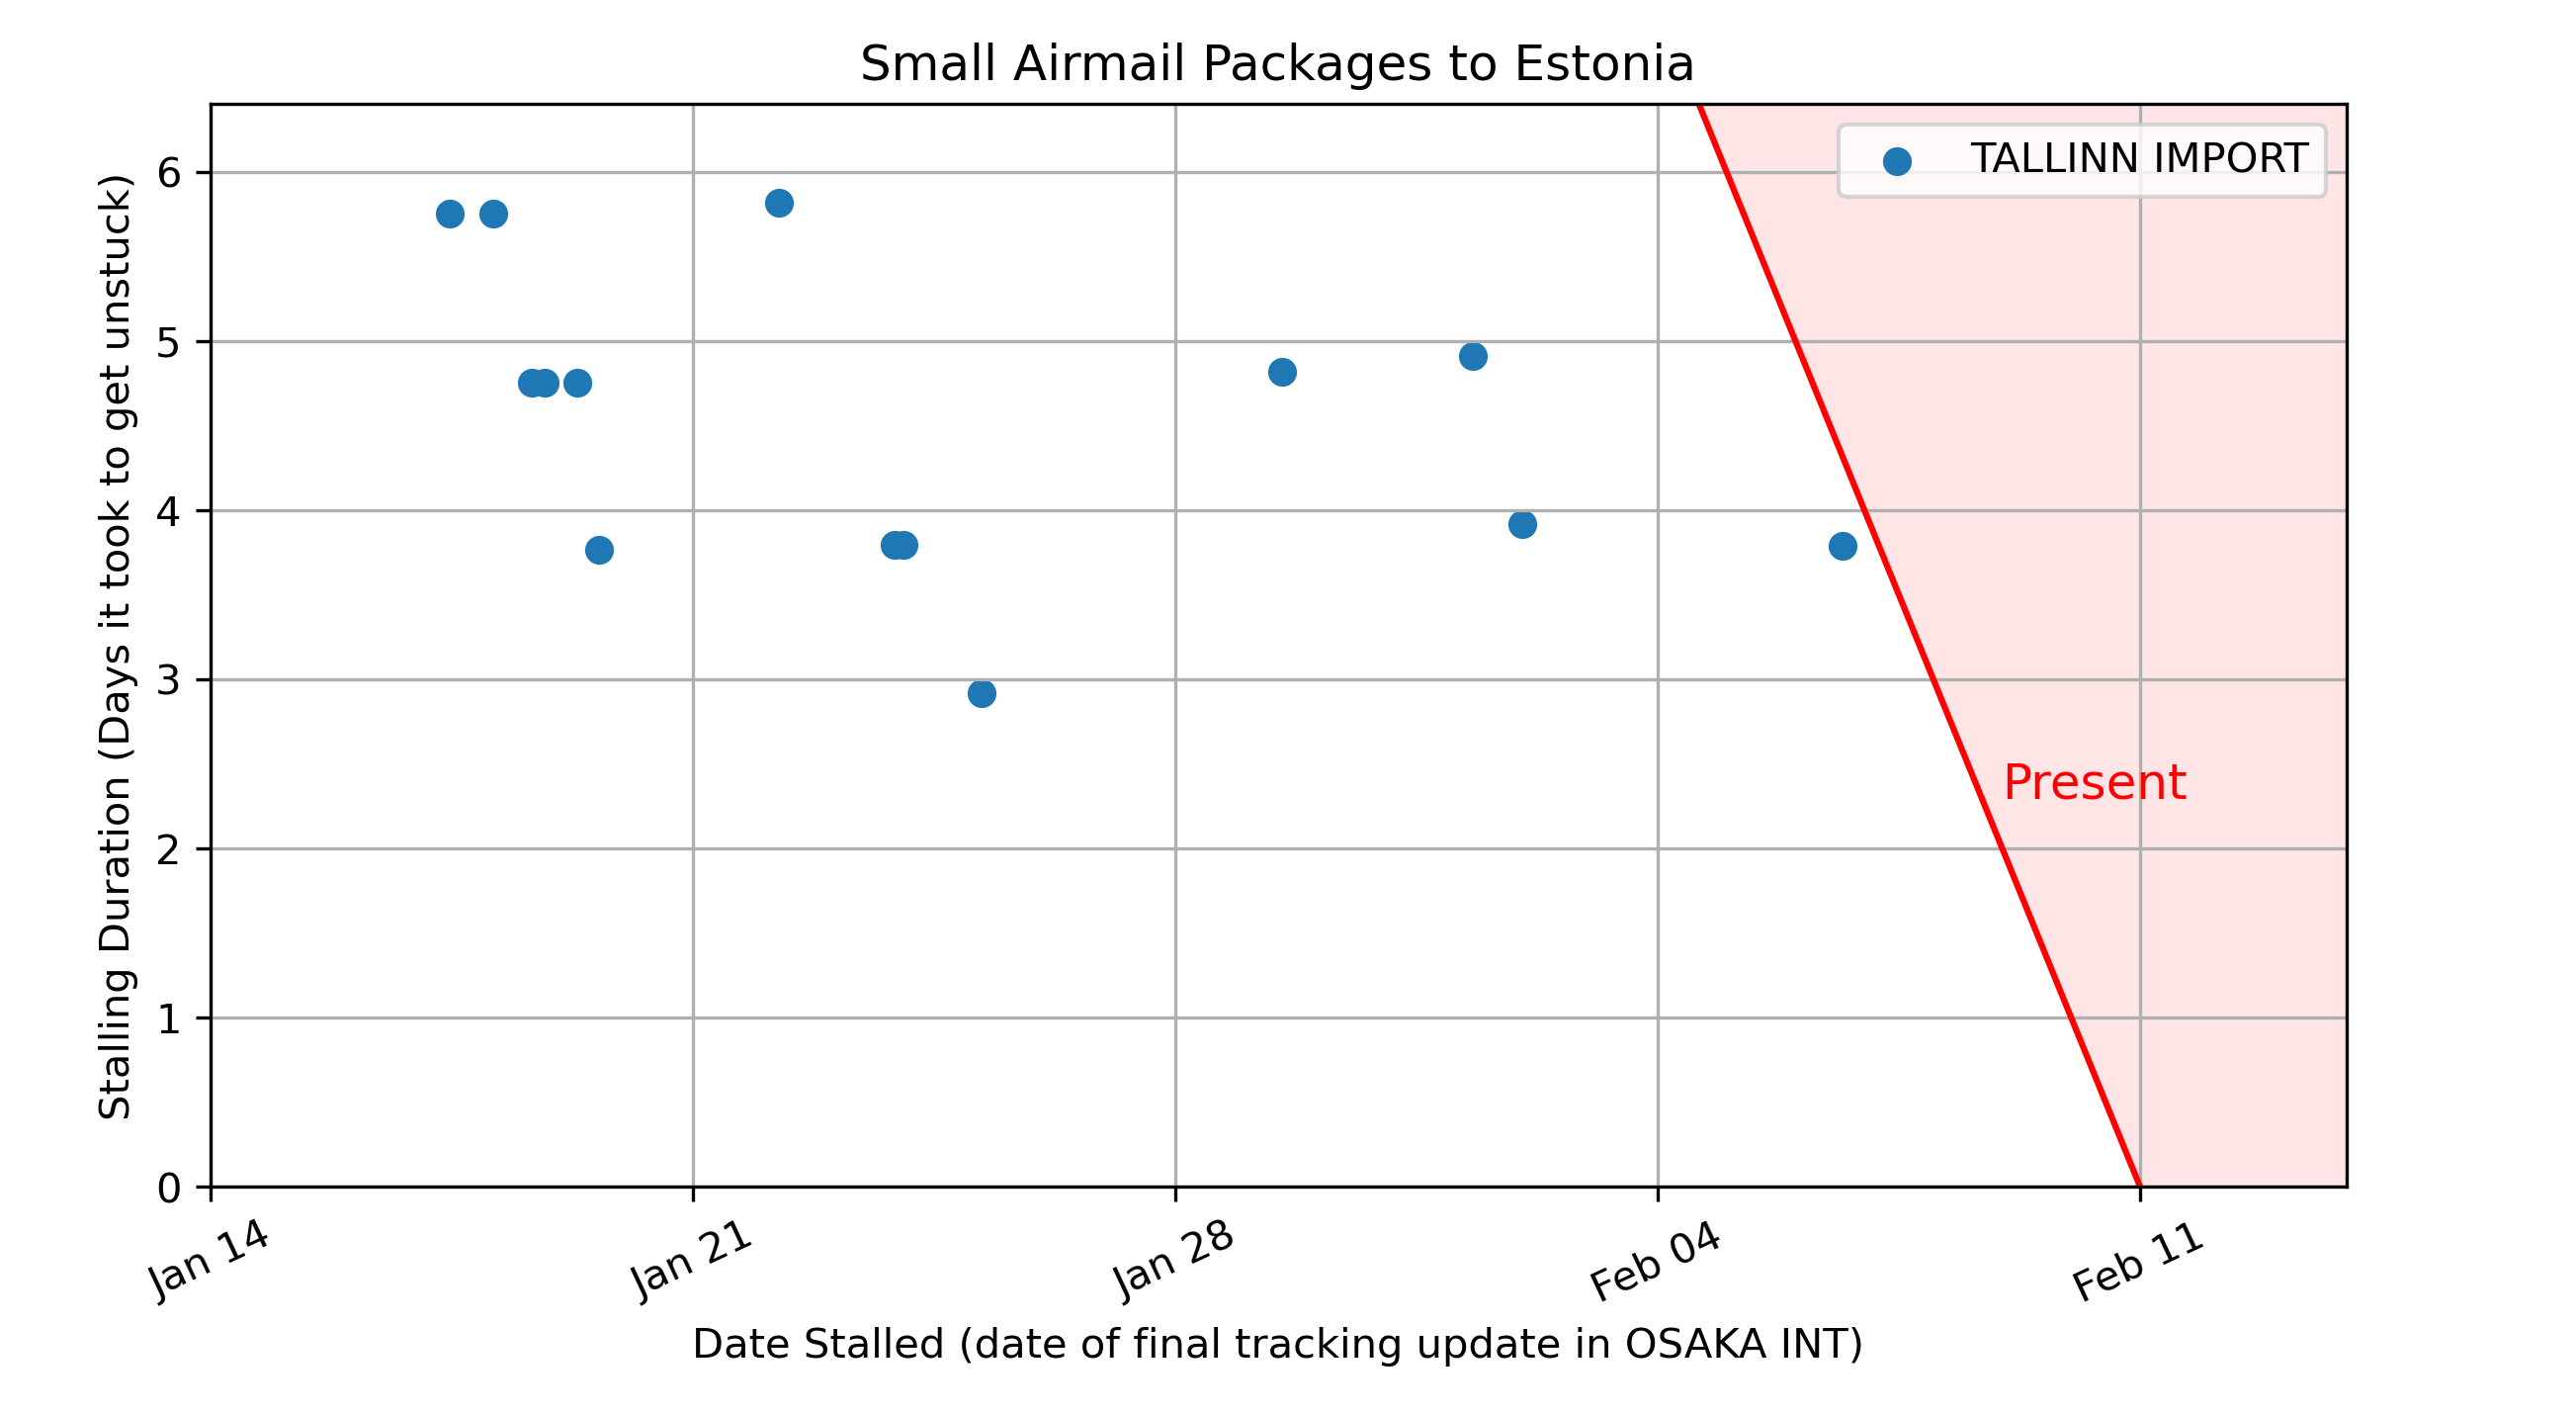 Small Airmail Packages to Estonia
TALLINN IMPORT
Stalling Duration (Days it took to get unstuck)
6
5
4
3
2
1
0
Present
Jan 14
Jan 21
Jan 28
Feb 04
Feb 11
Date Stalled (date of final tracking update in OSAKA INT)